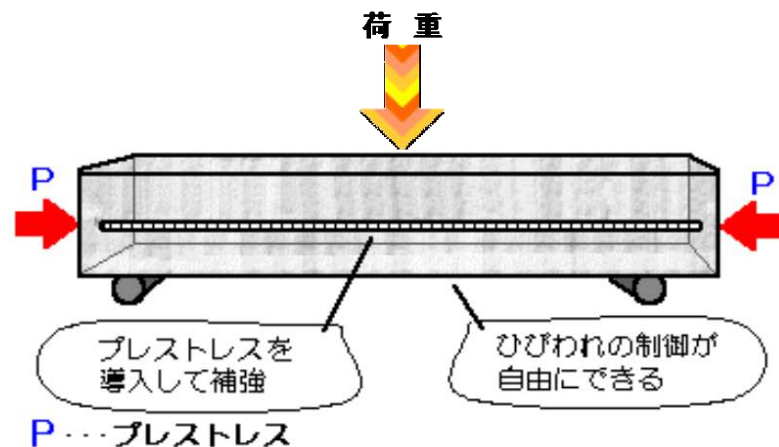 荷 重
P
P
プレストレスを
導入して補強
ひびわれの制御が
自由にできる
P···プレストレス